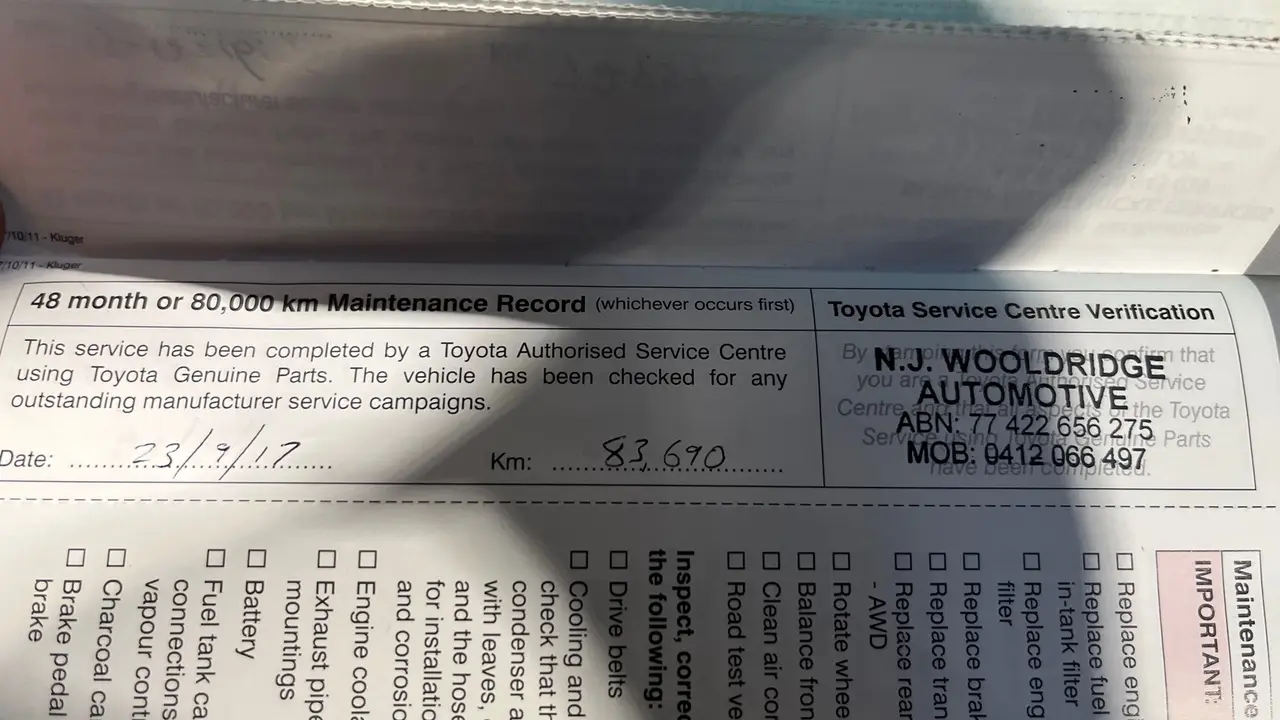 /10/11 - Kluger
/10/11 - Kluger
48 month or 80,000 km Maintenance Record (whichever occurs first)
This service has been completed by a Toyota Authorised Service Centre
using Toyota Genuine Parts. The vehicle has been checked for any
outstanding manufacturer service campaigns.
Date: 23/9/17
Km: 83,690
Toyota Service Centre Verification
By stamping this form you confirm that
you are a Toyota Authorised Service
Centre and that all aspects of the Toyota
Service using Toyota Genuine Parts
have been completed.
N.J. WOOLDRIDGE
AUTOMOTIVE
ABN: 77 422 656 275
MOB: 0412 066 497
Maintenance
IMPORTANT:
Replace eng
Replace fuel
in-tank filter
Replace eng
filter
Replace brak
Replace tran
Replace rear
- AWD
Rotate whee
Balance fron
Clean air con
Road test ve
Inspect, correc
the following:
Drive belts
Cooling and
check that th
condenser a
with leaves,
and the hose
for installatio
and corrosio
Engine coola
Exhaust pipe
mountings
Battery
Fuel tank ca
connections
vapour cont
Charcoal ca
Brake pedal
brake